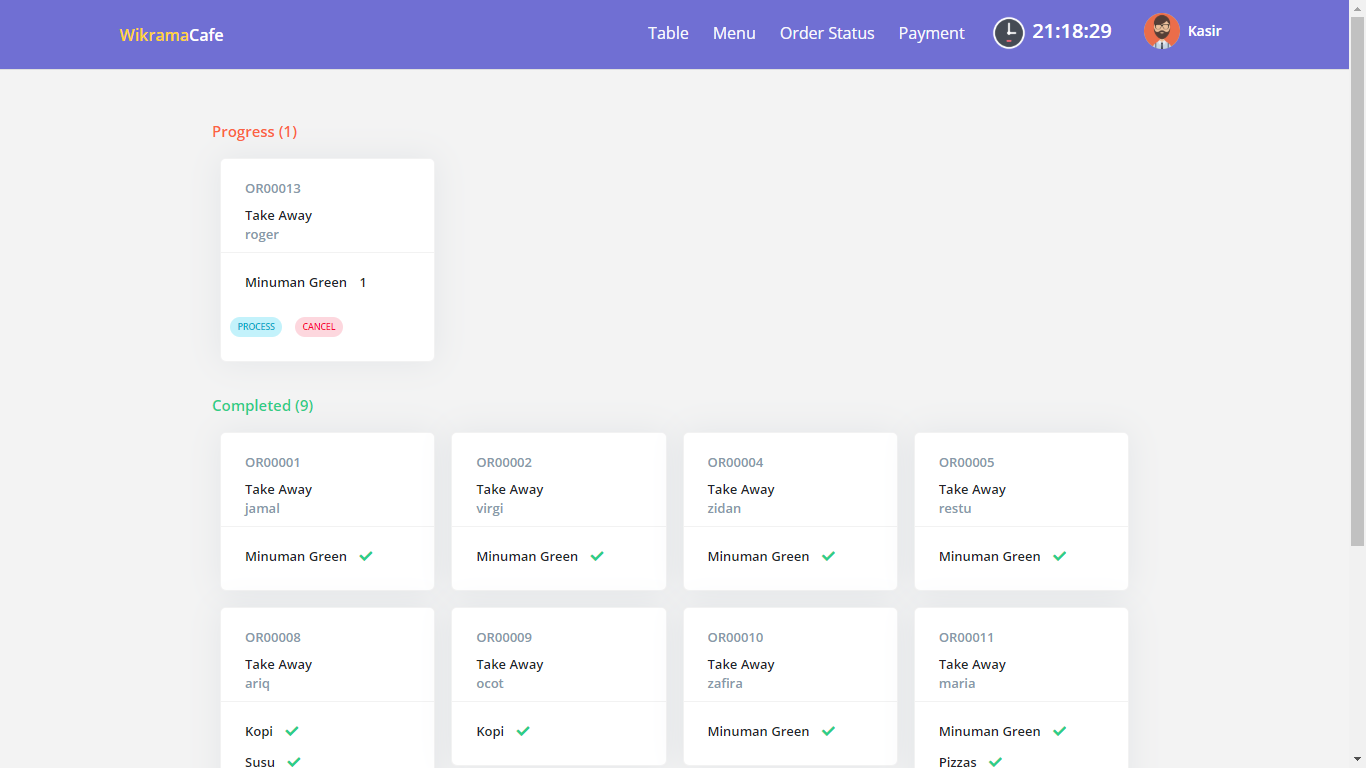 WikramaCafe
Table Menu Order Status Payment 21:18:29 Kasir
Progress (1)
OR00013
Take Away
roger
Minuman Green 1
PROCESS CANCEL
Completed (9)
OR00001
Take Away
jamal
Minuman Green
OR00002
Take Away
virgi
Minuman Green
OR00004
Take Away
zidan
Minuman Green
OR00005
Take Away
restu
Minuman Green
OR00008
Take Away
ariq
Kopi
Susu
OR00009
Take Away
ocot
Kopi
OR00010
Take Away
zafira
Minuman Green
OR00011
Take Away
maria
Minuman Green
Pizzas